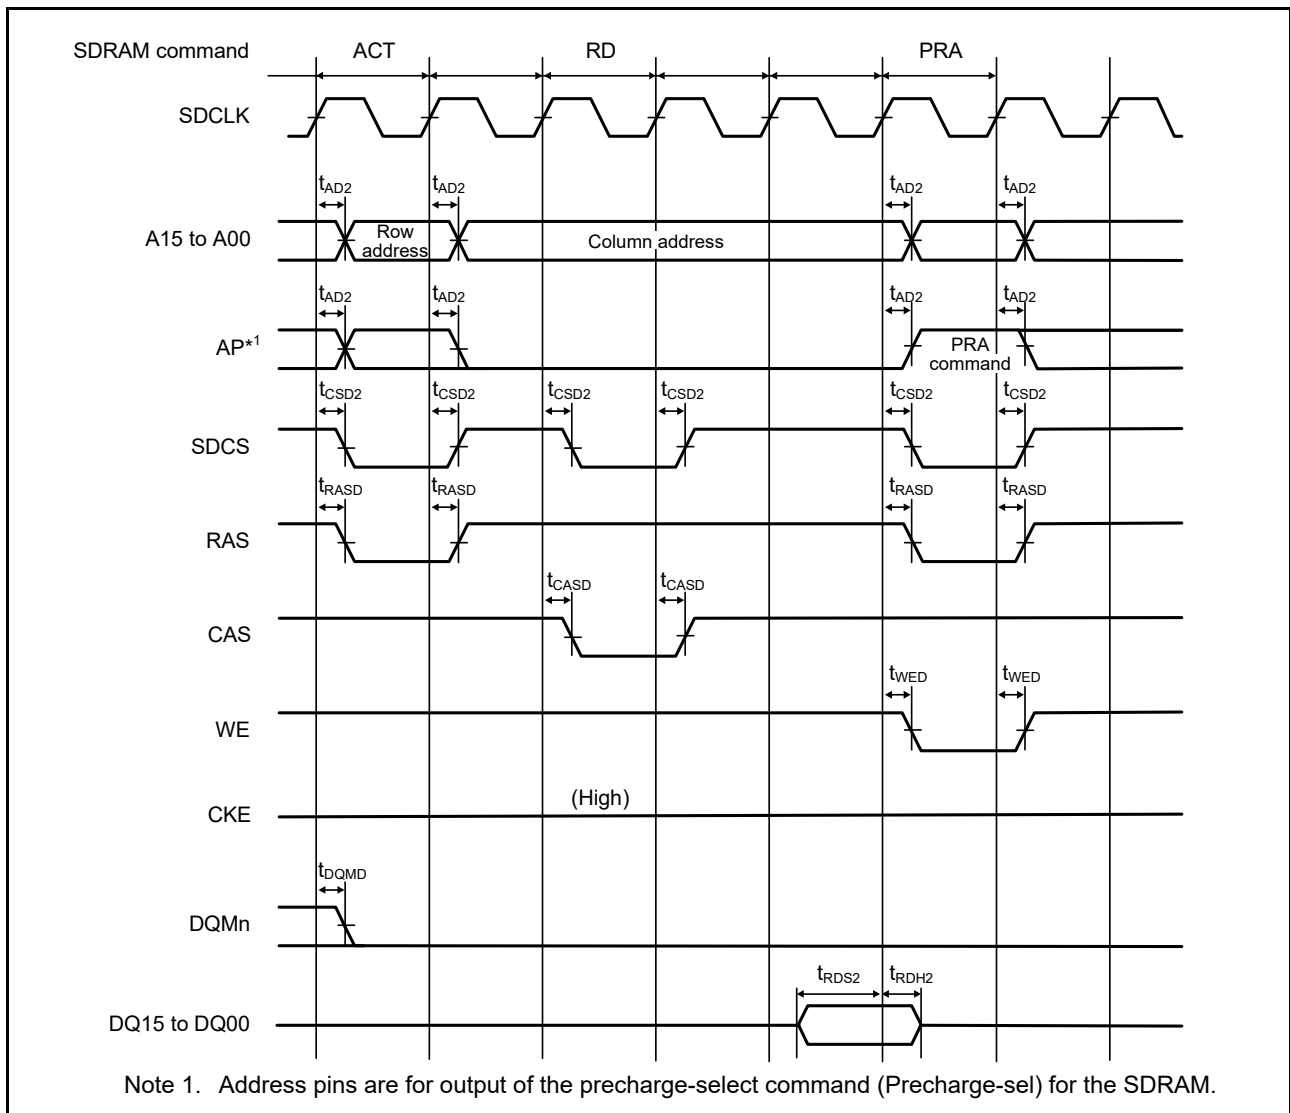 SDRAM command ACT RD PRA
SDCLK
tAD2 tAD2 tAD2 tAD2
A15 to A00 Row address Column address
tAD2 tAD2 tAD2 tAD2
AP*1 PRA command
tCSD2 tCSD2 tCSD2 tCSD2 tCSD2 tCSD2
SDCS
tRASD tRASD tRASD tRASD
RAS
tCASD tCASD
CAS
tWED tWED
WE
(High)
CKE
tDQMD
DQMn
tRDS2 tRDH2
DQ15 to DQ00
Note 1. Address pins are for output of the precharge-select command (Precharge-sel) for the SDRAM.